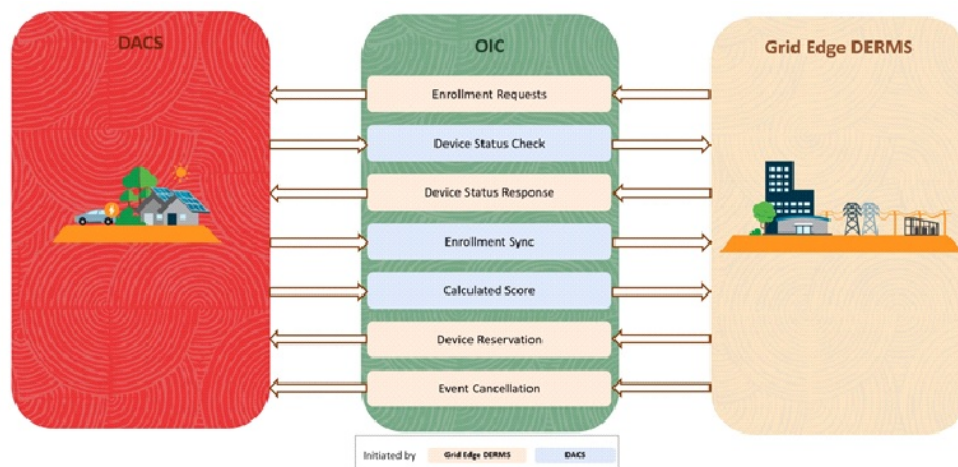 DACS
OIC
Grid Edge DERMS
Enrollment Requests
Device Status Check
Device Status Response
Enrollment Sync
Calculated Score
Device Reservation
Event Cancellation
Initiated by Grid Edge DERMS DACS